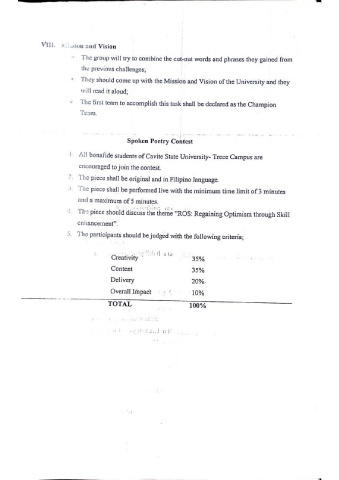 VIII. Mission and Vision
The group will try to combine the cut-out words and phrases they gained from
the previous challenges;
They should come up with the Mission and Vision of the University and they
will read it aloud;
The first team to accomplish this task shall be declared as the Champion
Team.
Spoken Poetry Contest
1. All bonafide students of Cavite State University- Trece Campus are
encouraged to join the contest.
2. The piece shall be original and in Filipino language.
3. The piece shall be performed live with the minimum time limit of 3 minutes
and a maximum of 5 minutes.
4. The piece should discuss the theme "ROS: Regaining Optimism through Skill
enhancement".
5. The participants should be judged with the following criteria;
Creativity 35%
Content 35%
Delivery 20%
Overall Impact 10%
TOTAL 100%